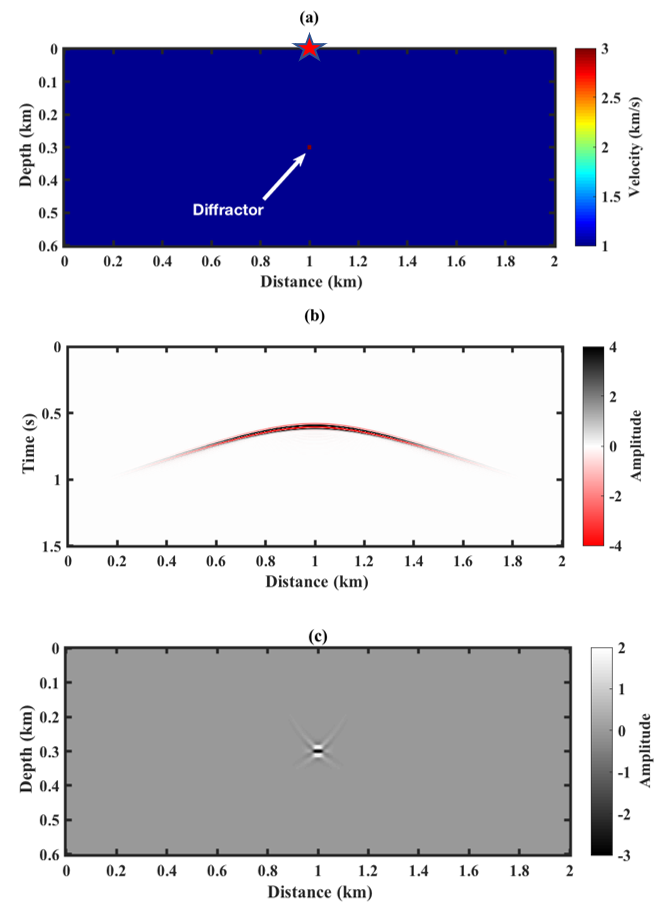 (a)
0
0.1
0.2
0.3
0.4
0.5
0.6
Depth (km)
Diffractor
0 0.2 0.4 0.6 0.8 1 1.2 1.4 1.6 1.8 2
Distance (km)
3
2.5
2
1.5
1
Velocity (km/s)
(b)
0
0.5
1
1.5
Time (s)
0 0.2 0.4 0.6 0.8 1 1.2 1.4 1.6 1.8 2
Distance (km)
4
2
0
-2
-4
Amplitude
(c)
0
0.1
0.2
0.3
0.4
0.5
0.6
Depth (km)
0 0.2 0.4 0.6 0.8 1 1.2 1.4 1.6 1.8 2
Distance (km)
2
1
0
-1
-2
-3
Amplitude